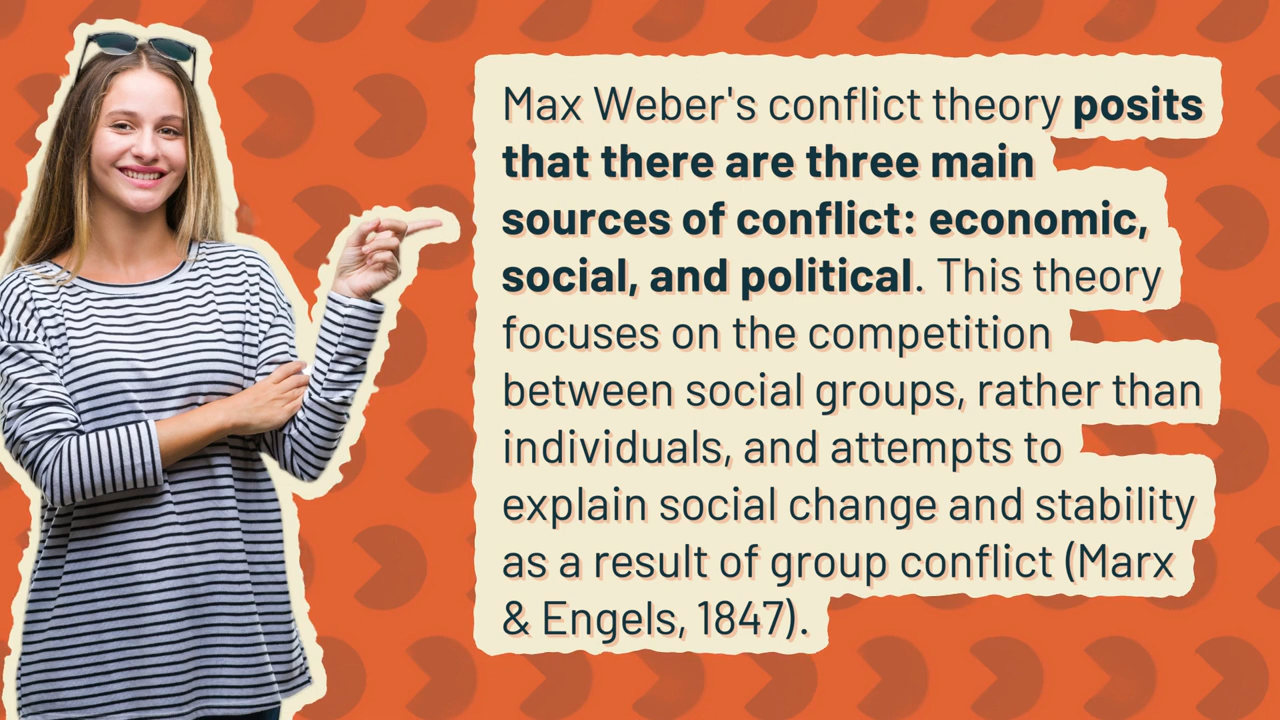 Max Weber's conflict theory posits
that there are three main
sources of conflict: economic,
social, and political. This theory
focuses on the competition
between social groups, rather than
individuals, and attempts to
explain social change and stability
as a result of group conflict (Marx
& Engels, 1847).